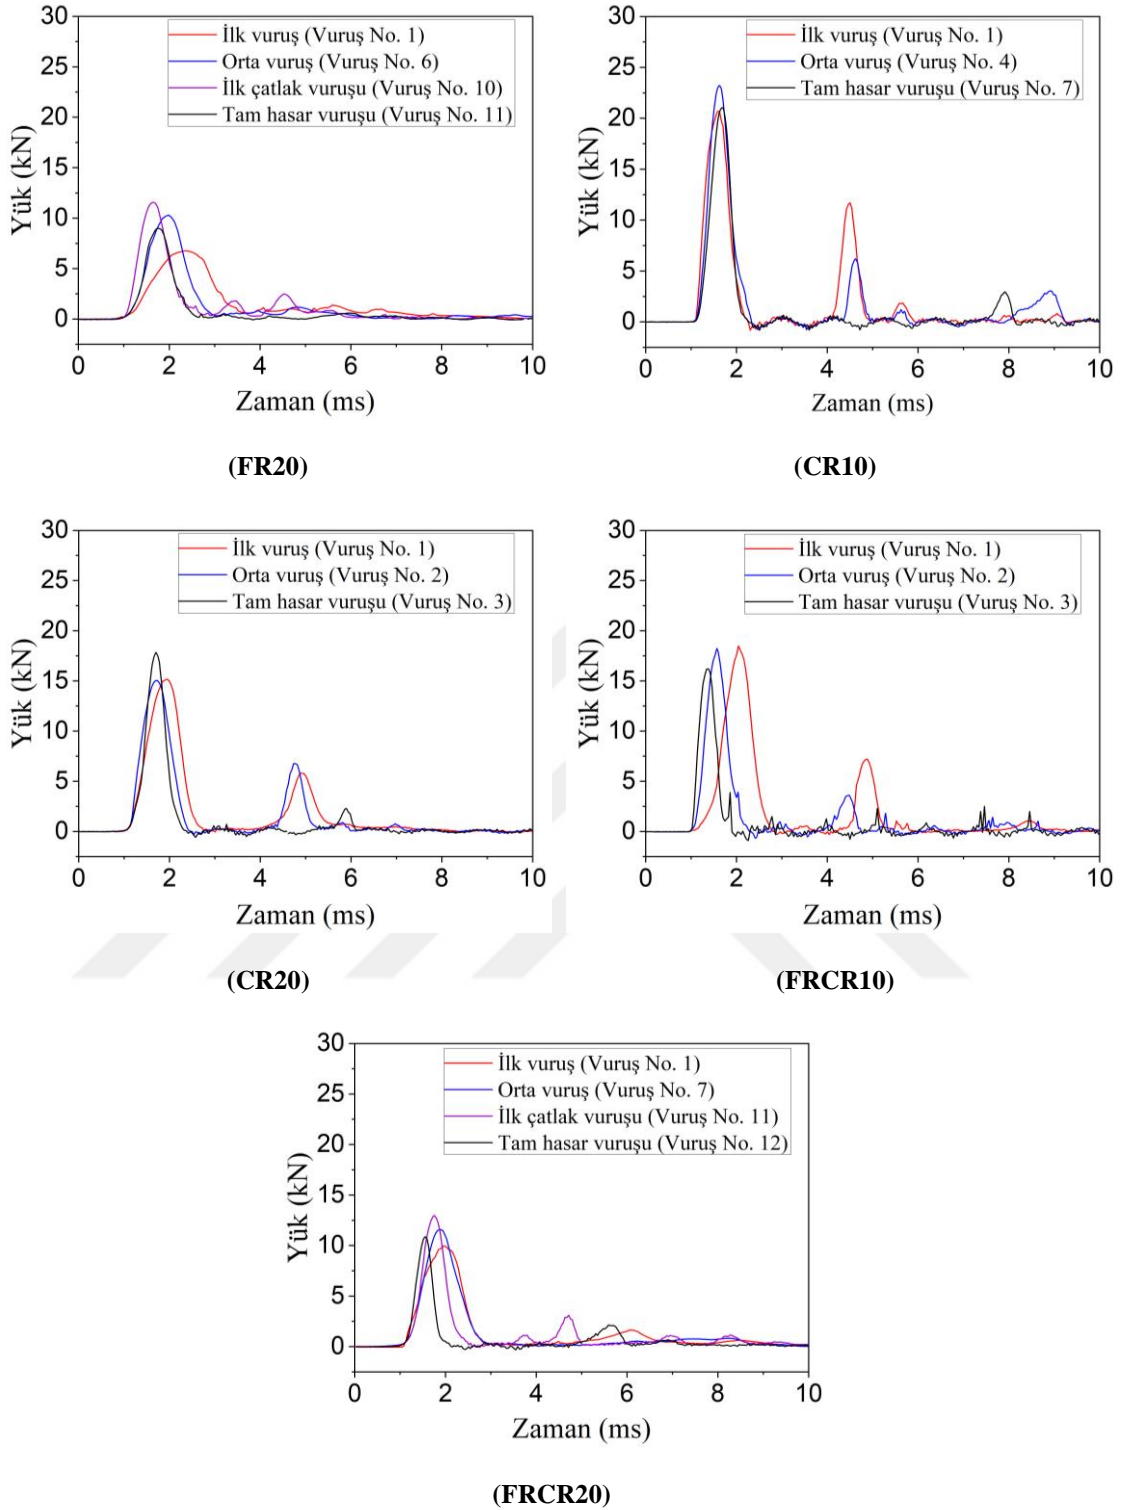 30
25
20
15
10
5
0
Yük (kN)
İlk vuruş (Vuruş No. 1)
Orta vuruş (Vuruş No. 6)
İlk çatlak vuruşu (Vuruş No. 10)
Tam hasar vuruşu (Vuruş No. 11)
0 2 4 6 8 10
Zaman (ms)
(FR20)
30
25
20
15
10
5
0
Yük (kN)
İlk vuruş (Vuruş No. 1)
Orta vuruş (Vuruş No. 4)
Tam hasar vuruşu (Vuruş No. 7)
0 2 4 6 8 10
Zaman (ms)
(CR10)
30
25
20
15
10
5
0
Yük (kN)
İlk vuruş (Vuruş No. 1)
Orta vuruş (Vuruş No. 2)
Tam hasar vuruşu (Vuruş No. 3)
0 2 4 6 8 10
Zaman (ms)
(CR20)
30
25
20
15
10
5
0
Yük (kN)
İlk vuruş (Vuruş No. 1)
Orta vuruş (Vuruş No. 2)
Tam hasar vuruşu (Vuruş No. 3)
0 2 4 6 8 10
Zaman (ms)
(FRCR10)
30
25
20
15
10
5
0
Yük (kN)
İlk vuruş (Vuruş No. 1)
Orta vuruş (Vuruş No. 7)
İlk çatlak vuruşu (Vuruş No. 11)
Tam hasar vuruşu (Vuruş No. 12)
0 2 4 6 8 10
Zaman (ms)
(FRCR20)